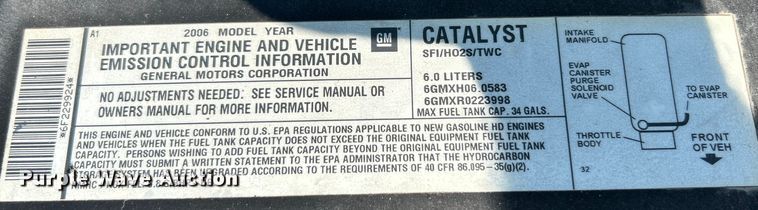 A1
2006 MODEL YEAR
IMPORTANT ENGINE AND VEHICLE
EMISSION CONTROL INFORMATION
GENERAL MOTORS CORPORATION
GM
NO ADJUSTMENTS NEEDED: SEE SERVICE MANUAL OR
OWNERS MANUAL FOR MORE INFORMATION
*6F229924*
CATALYST
SFI/HO2S/TWC
6.0 LITERS
6GMXH06.0583
6GMXR0223998
MAX FUEL TANK CAP. 34 GALS.
THIS ENGINE AND VEHICLE CONFORM TO U.S. EPA REGULATIONS APPLICABLE TO NEW GASOLINE HD ENGINES
AND VEHICLES WHEN THE FUEL TANK CAPACITY DOES NOT EXCEED THE ORIGINAL EQUIPMENT FUEL TANK
CAPACITY. PERSONS WISHING TO ADD FUEL TANK CAPACITY BEYOND THE ORIGINAL EQUIPMENT FUEL TANK
CAPACITY MUST SUBMIT A WRITTEN STATEMENT TO THE EPA ADMINISTRATOR THAT THE HYDROCARBON
STORAGE SYSTEM HAS BEEN UPGRADED ACCORDING TO THE REQUIREMENTS OF 40 CFR 86.095-35(g)(2).
INTAKE
MANIFOLD
EVAP
CANISTER
PURGE
SOLENOID
VALVE
TO EVAP
CANISTER
THROTTLE
BODY
FRONT
OF VEH
32
Purple Wave Auction